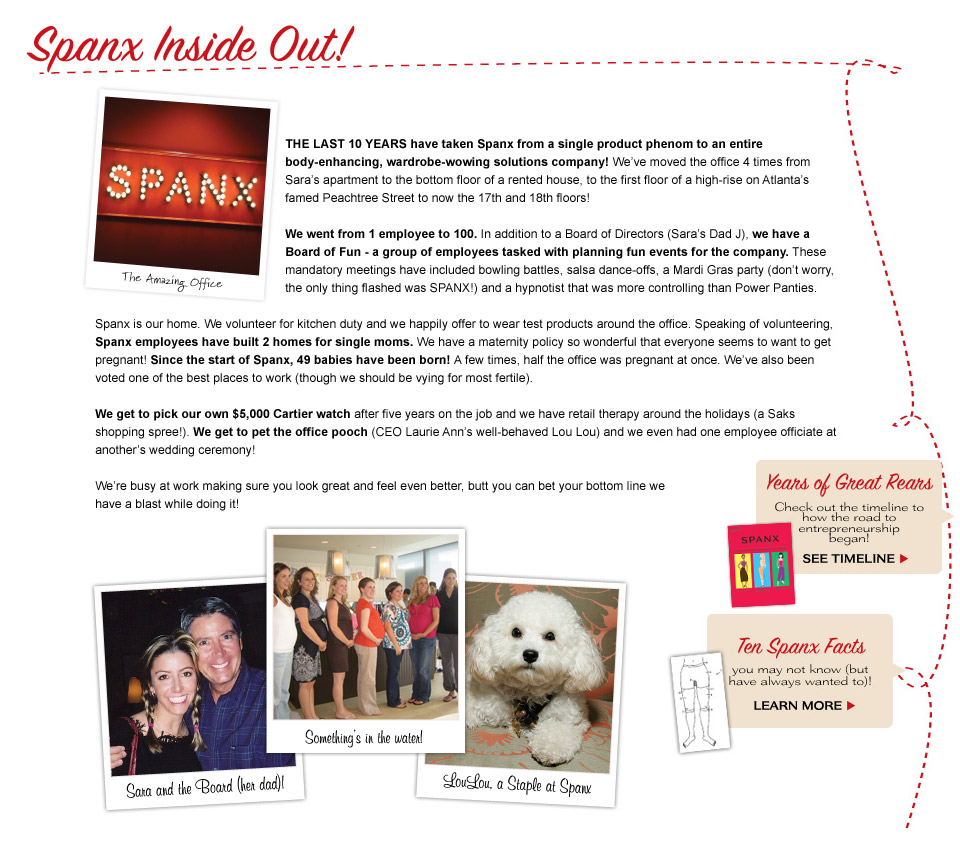 Spanx Inside Out!
SPANX
The Amazing Office
THE LAST 10 YEARS have taken Spanx from a single product phenom to an entire
body-enhancing, wardrobe-wowing solutions company! We've moved the office 4 times from
Sara's apartment to the bottom floor of a rented house, to the first floor of a high-rise on Atlanta's
famed Peachtree Street to now the 17th and 18th floors!
We went from 1 employee to 100. In addition to a Board of Directors (Sara's Dad J), we have a
Board of Fun - a group of employees tasked with planning fun events for the company. These
mandatory meetings have included bowling battles, salsa dance-offs, a Mardi Gras party (don't worry,
the only thing flashed was SPANX!) and a hypnotist that was more controlling than Power Panties.
Spanx is our home. We volunteer for kitchen duty and we happily offer to wear test products around the office. Speaking of volunteering,
Spanx employees have built 2 homes for single moms. We have a maternity policy so wonderful that everyone seems to want to get
pregnant! Since the start of Spanx, 49 babies have been born! A few times, half the office was pregnant at once. We've also been
voted one of the best places to work (though we should be vying for most fertile).
We get to pick our own $5,000 Cartier watch after five years on the job and we have retail therapy around the holidays (a Saks
shopping spree!). We get to pet the office pooch (CEO Laurie Ann's well-behaved Lou Lou) and we even had one employee officiate at
another's wedding ceremony!
We're busy at work making sure you look great and feel even better, butt you can bet your bottom line we
have a blast while doing it!
Years of Great Rears
Check out the timeline to
how the road to
entrepreneurship
began!
SEE TIMELINE
SPANX
Ten Spanx Facts
you may not know (but
have always wanted to)!
LEARN MORE
Sara and the Board (her dad)!
Something's in the water!
LouLou, a Staple at Spanx